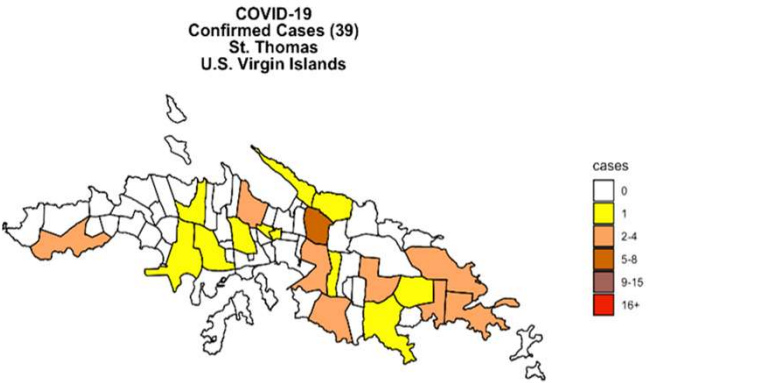 COVID-19
Confirmed Cases (39)
St. Thomas
U.S. Virgin Islands
cases
0
1
2-4
5-8
9-15
16+